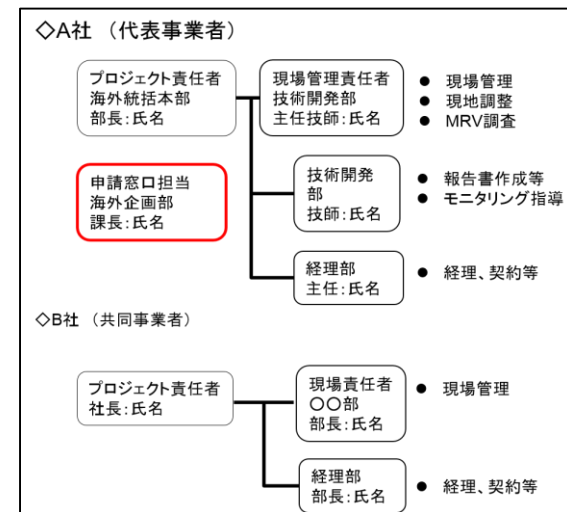 ◇A社 （代表事業者）
プロジェクト責任者
海外統括本部
部長：氏名
現場管理責任者
技術開発部
主任技師：氏名
● 現場管理
● 現地調整
● MRV調査
申請窓口担当
海外企画部
課長：氏名
技術開発
部
技師：氏名
● 報告書作成等
● モニタリング指導
経理部
主任：氏名
● 経理、契約等
◇B社 （共同事業者）
プロジェクト責任者
社長：氏名
現場責任者
〇〇部
部長：氏名
● 現場管理
経理部
部長：氏名
● 経理、契約等